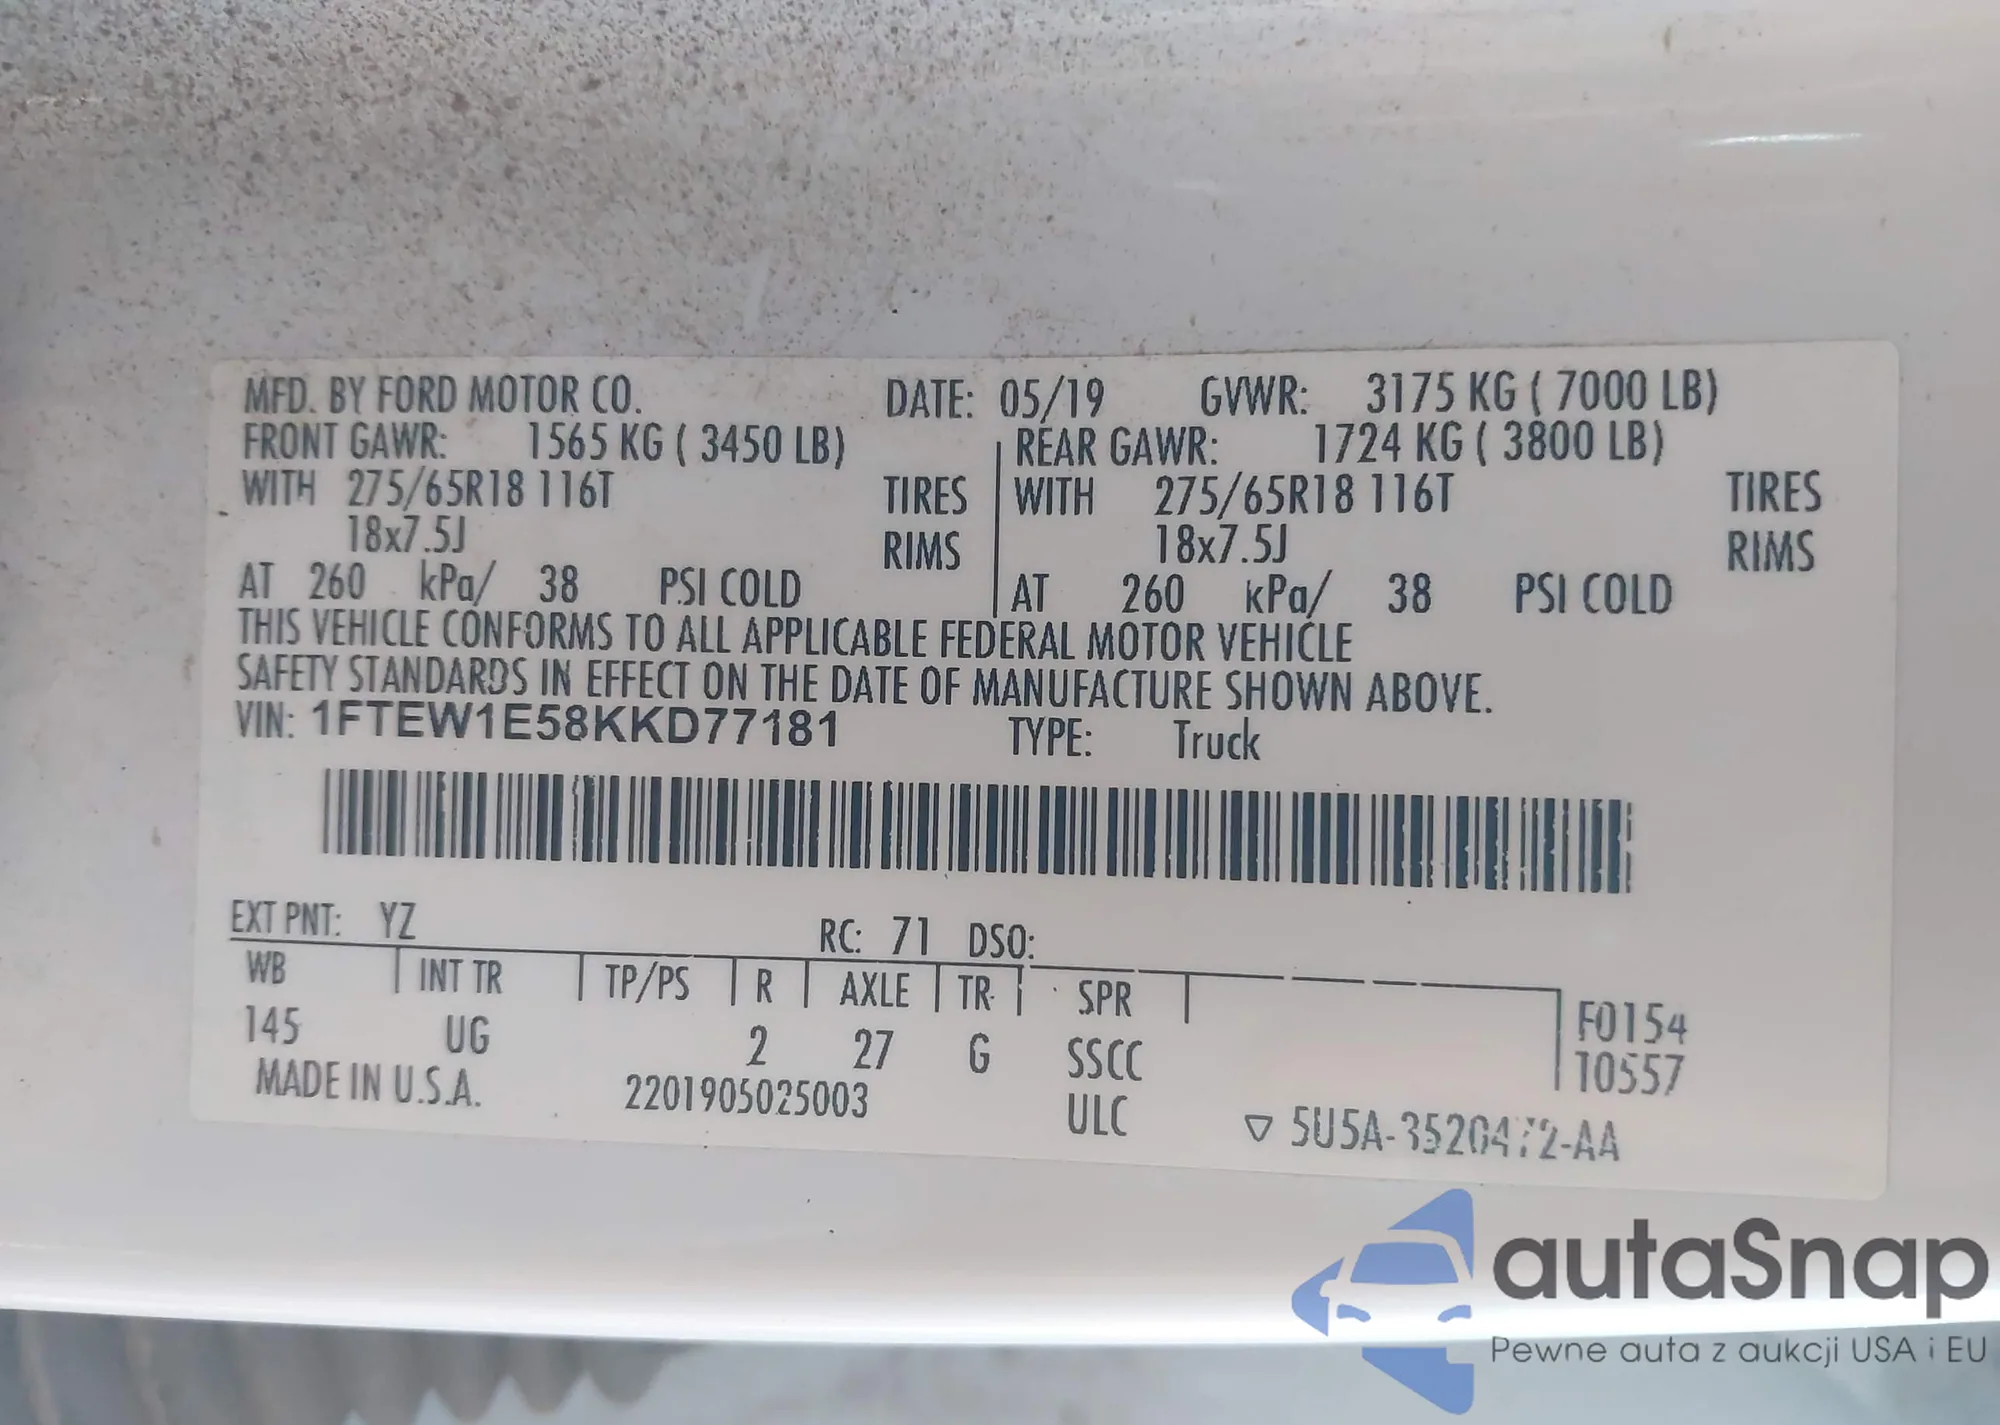 MFD. BY FORD MOTOR CO. DATE: 05/19 GVWR: 3175 KG ( 7000 LB)
FRONT GAWR: 1565 KG ( 3450 LB) REAR GAWR: 1724 KG ( 3800 LB)
WITH 275/65R18 116T TIRES WITH 275/65R18 116T TIRES
18x7.5J RIMS 18x7.5J RIMS
AT 260 kPa/ 38 PSI COLD AT 260 kPa/ 38 PSI COLD
THIS VEHICLE CONFORMS TO ALL APPLICABLE FEDERAL MOTOR VEHICLE
SAFETY STANDARDS IN EFFECT ON THE DATE OF MANUFACTURE SHOWN ABOVE.
VIN: 1FTEW1E58KKD77181 TYPE: Truck
EXT PNT: YZ RC: 71 DSO:
WB INT TR TP/PS R AXLE TR SPR
145 UG 2 27 G SSCC F0154
T0557
MADE IN U.S.A. 2201905025003 ULC ▽ 5U5A-3520472-AA
autaSnap
Pewne auta z aukcji USA i EU